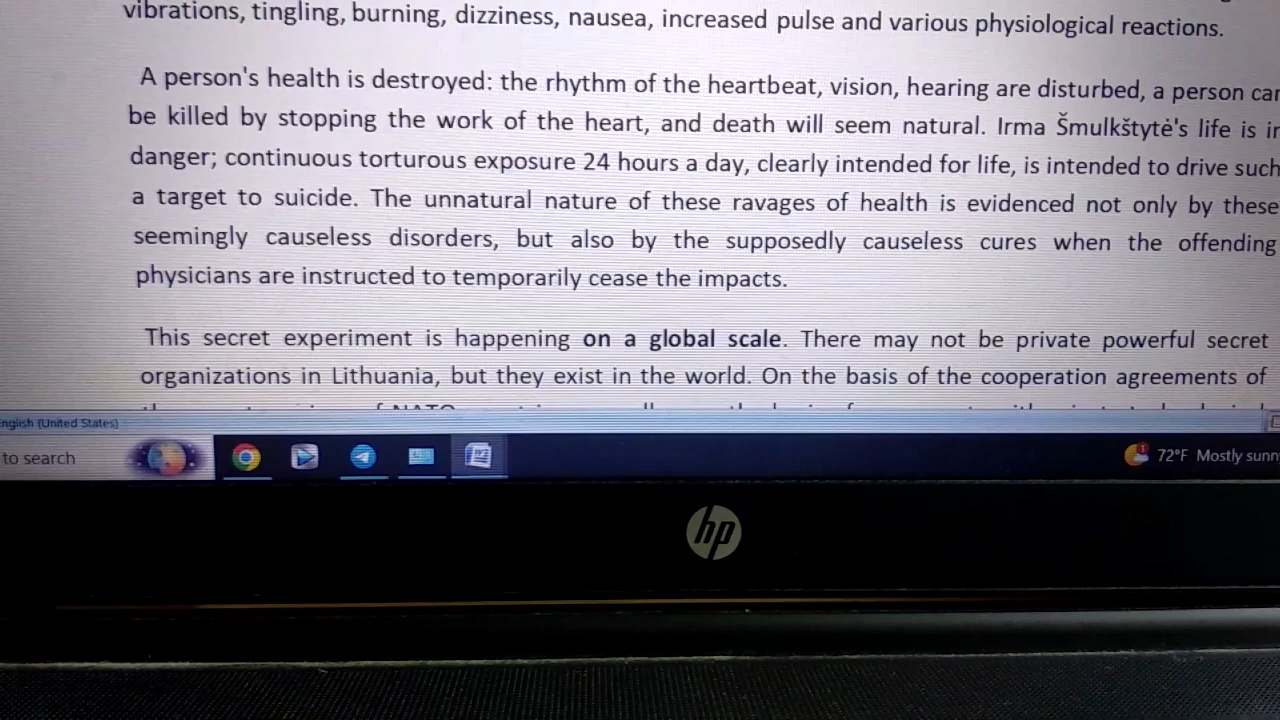 vibrations, tingling, burning, dizziness, nausea, increased pulse and various physiological reactions.
A person's health is destroyed: the rhythm of the heartbeat, vision, hearing are disturbed, a person can
be killed by stopping the work of the heart, and death will seem natural. Irma Šmulkštytė's life is in
danger; continuous torturous exposure 24 hours a day, clearly intended for life, is intended to drive such
a target to suicide. The unnatural nature of these ravages of health is evidenced not only by these
seemingly causeless disorders, but also by the supposedly causeless cures when the offending
physicians are instructed to temporarily cease the impacts.
This secret experiment is happening on a global scale. There may not be private powerful secret
organizations in Lithuania, but they exist in the world. On the basis of the cooperation agreements of
English (United States)
to search
72°F Mostly sunn
hp